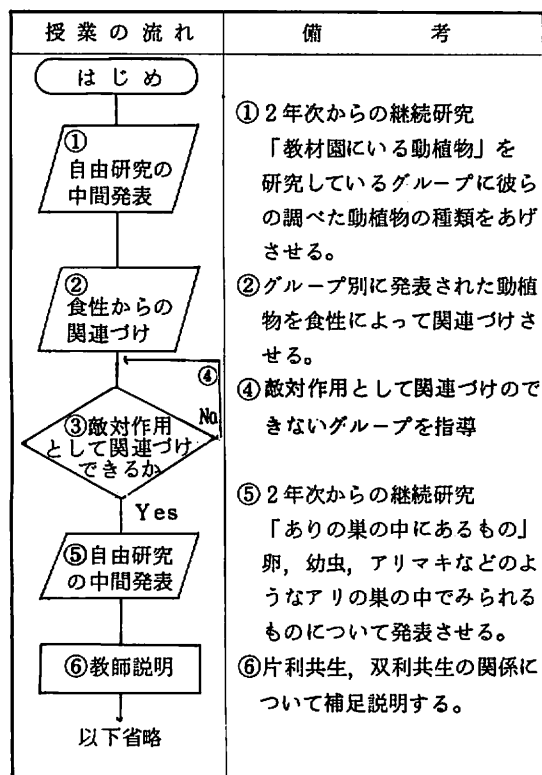 授業の流れ
備考
はじめ
①
自由研究の
中間発表
②
食性からの
関連づけ
④
No
③敵対作用
として関連づけ
できるか
Yes
⑤自由研究
の中間発表
⑥教師説明
以下省略
①2年次からの継続研究
「教材園にいる動植物」を
研究しているグループに彼ら
の調べた動植物の種類をあげ
させる。
②グループ別に発表された動植
物を食性によって関連づけさ
せる。
④敵対作用として関連づけので
きないグループを指導
⑤2年次からの継続研究
「ありの巣の中にあるもの」
卵，幼虫，アリマキなどのよ
うなアリの巣の中でみられる
ものについて発表させる。
⑥片利共生，双利共生の関係に
ついて補足説明する。